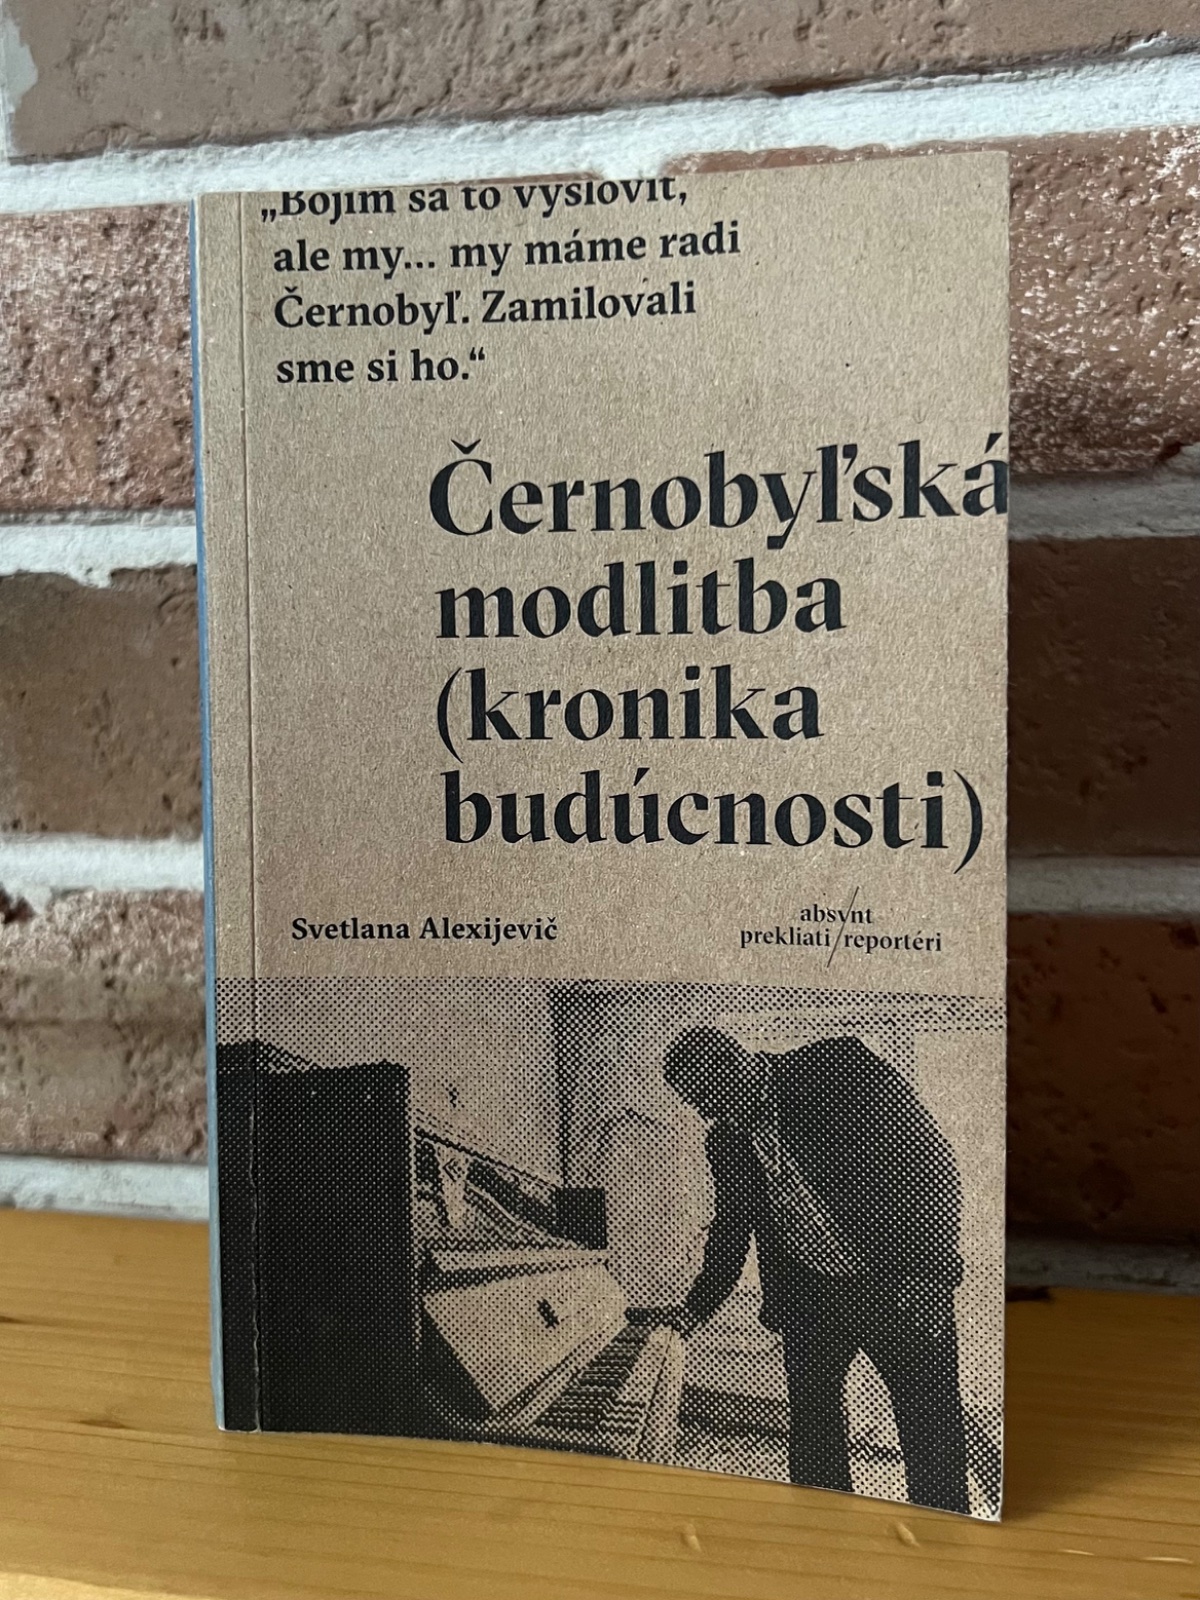 „Bojím sa to vysloviť,
ale my... my máme radi
Černobyľ. Zamilovali
sme si ho.“
Černobyľská
modlitba
(kronika
budúcnosti)
Svetlana Alexijevič
absynt
prekliati/reportéri